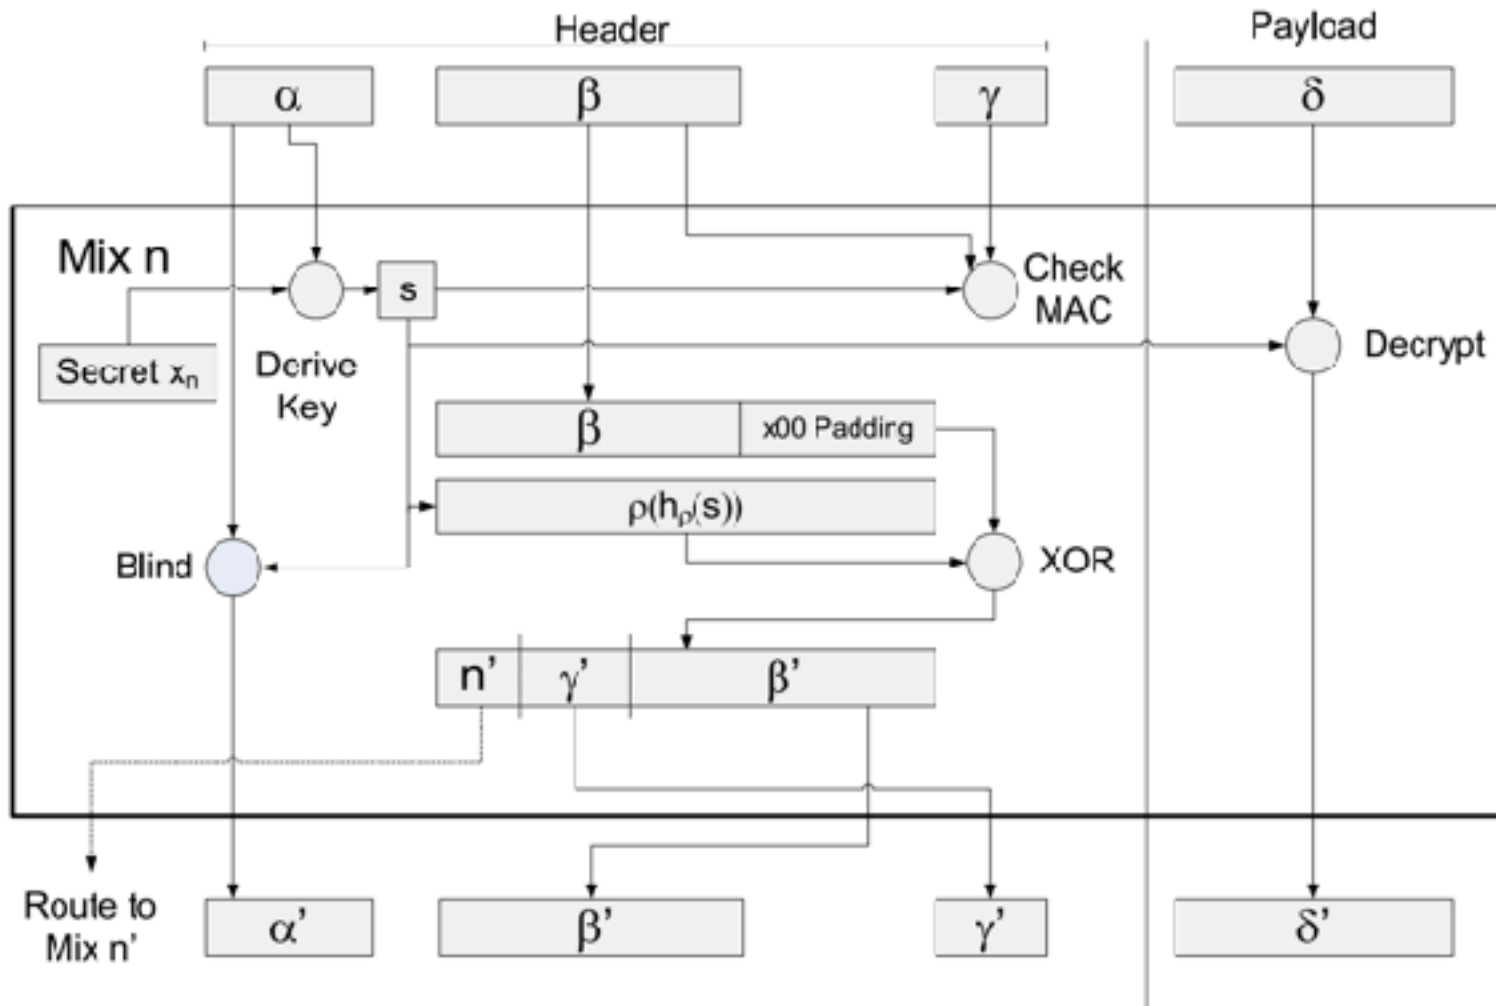 Header
Payload
α
β
γ
δ
Mix n
s
Check
MAC
Secret xₙ
Derive
Key
Decrypt
β
x00 Padding
ρ(hρ(s))
Blind
XOR
n’
γ’
β’
Route to
Mix n’
α’
β’
γ’
δ’